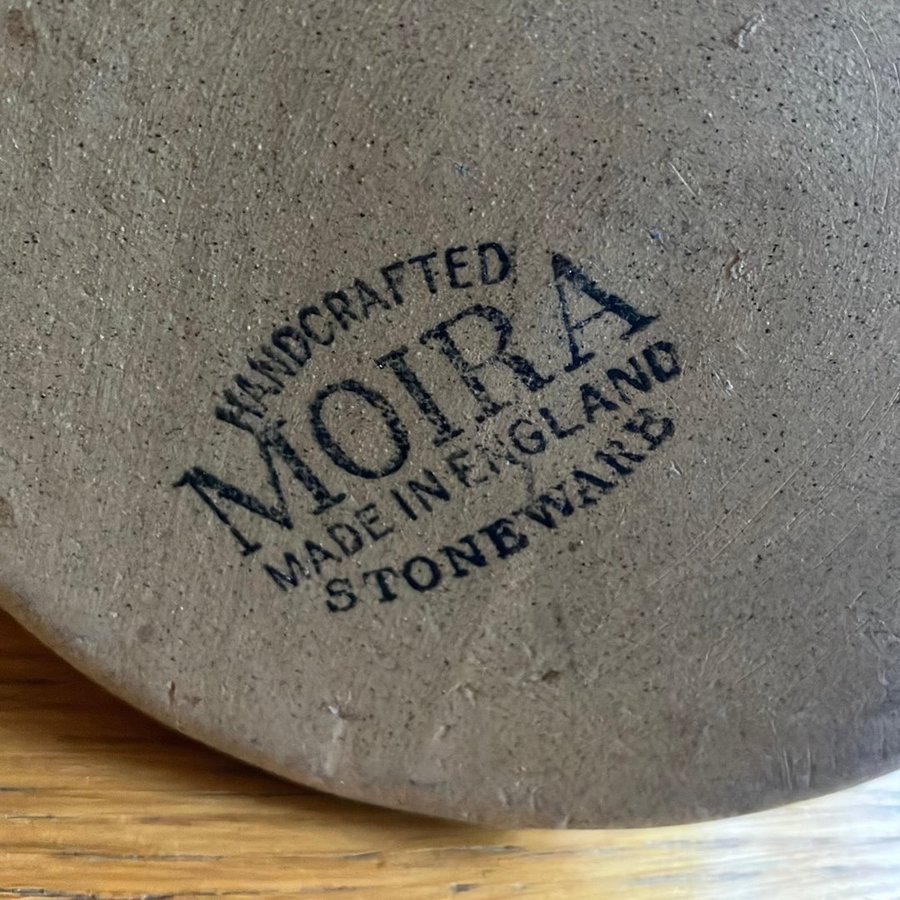 HANDCRAFTED
MOIRA
MADE IN ENGLAND
STONEWARE